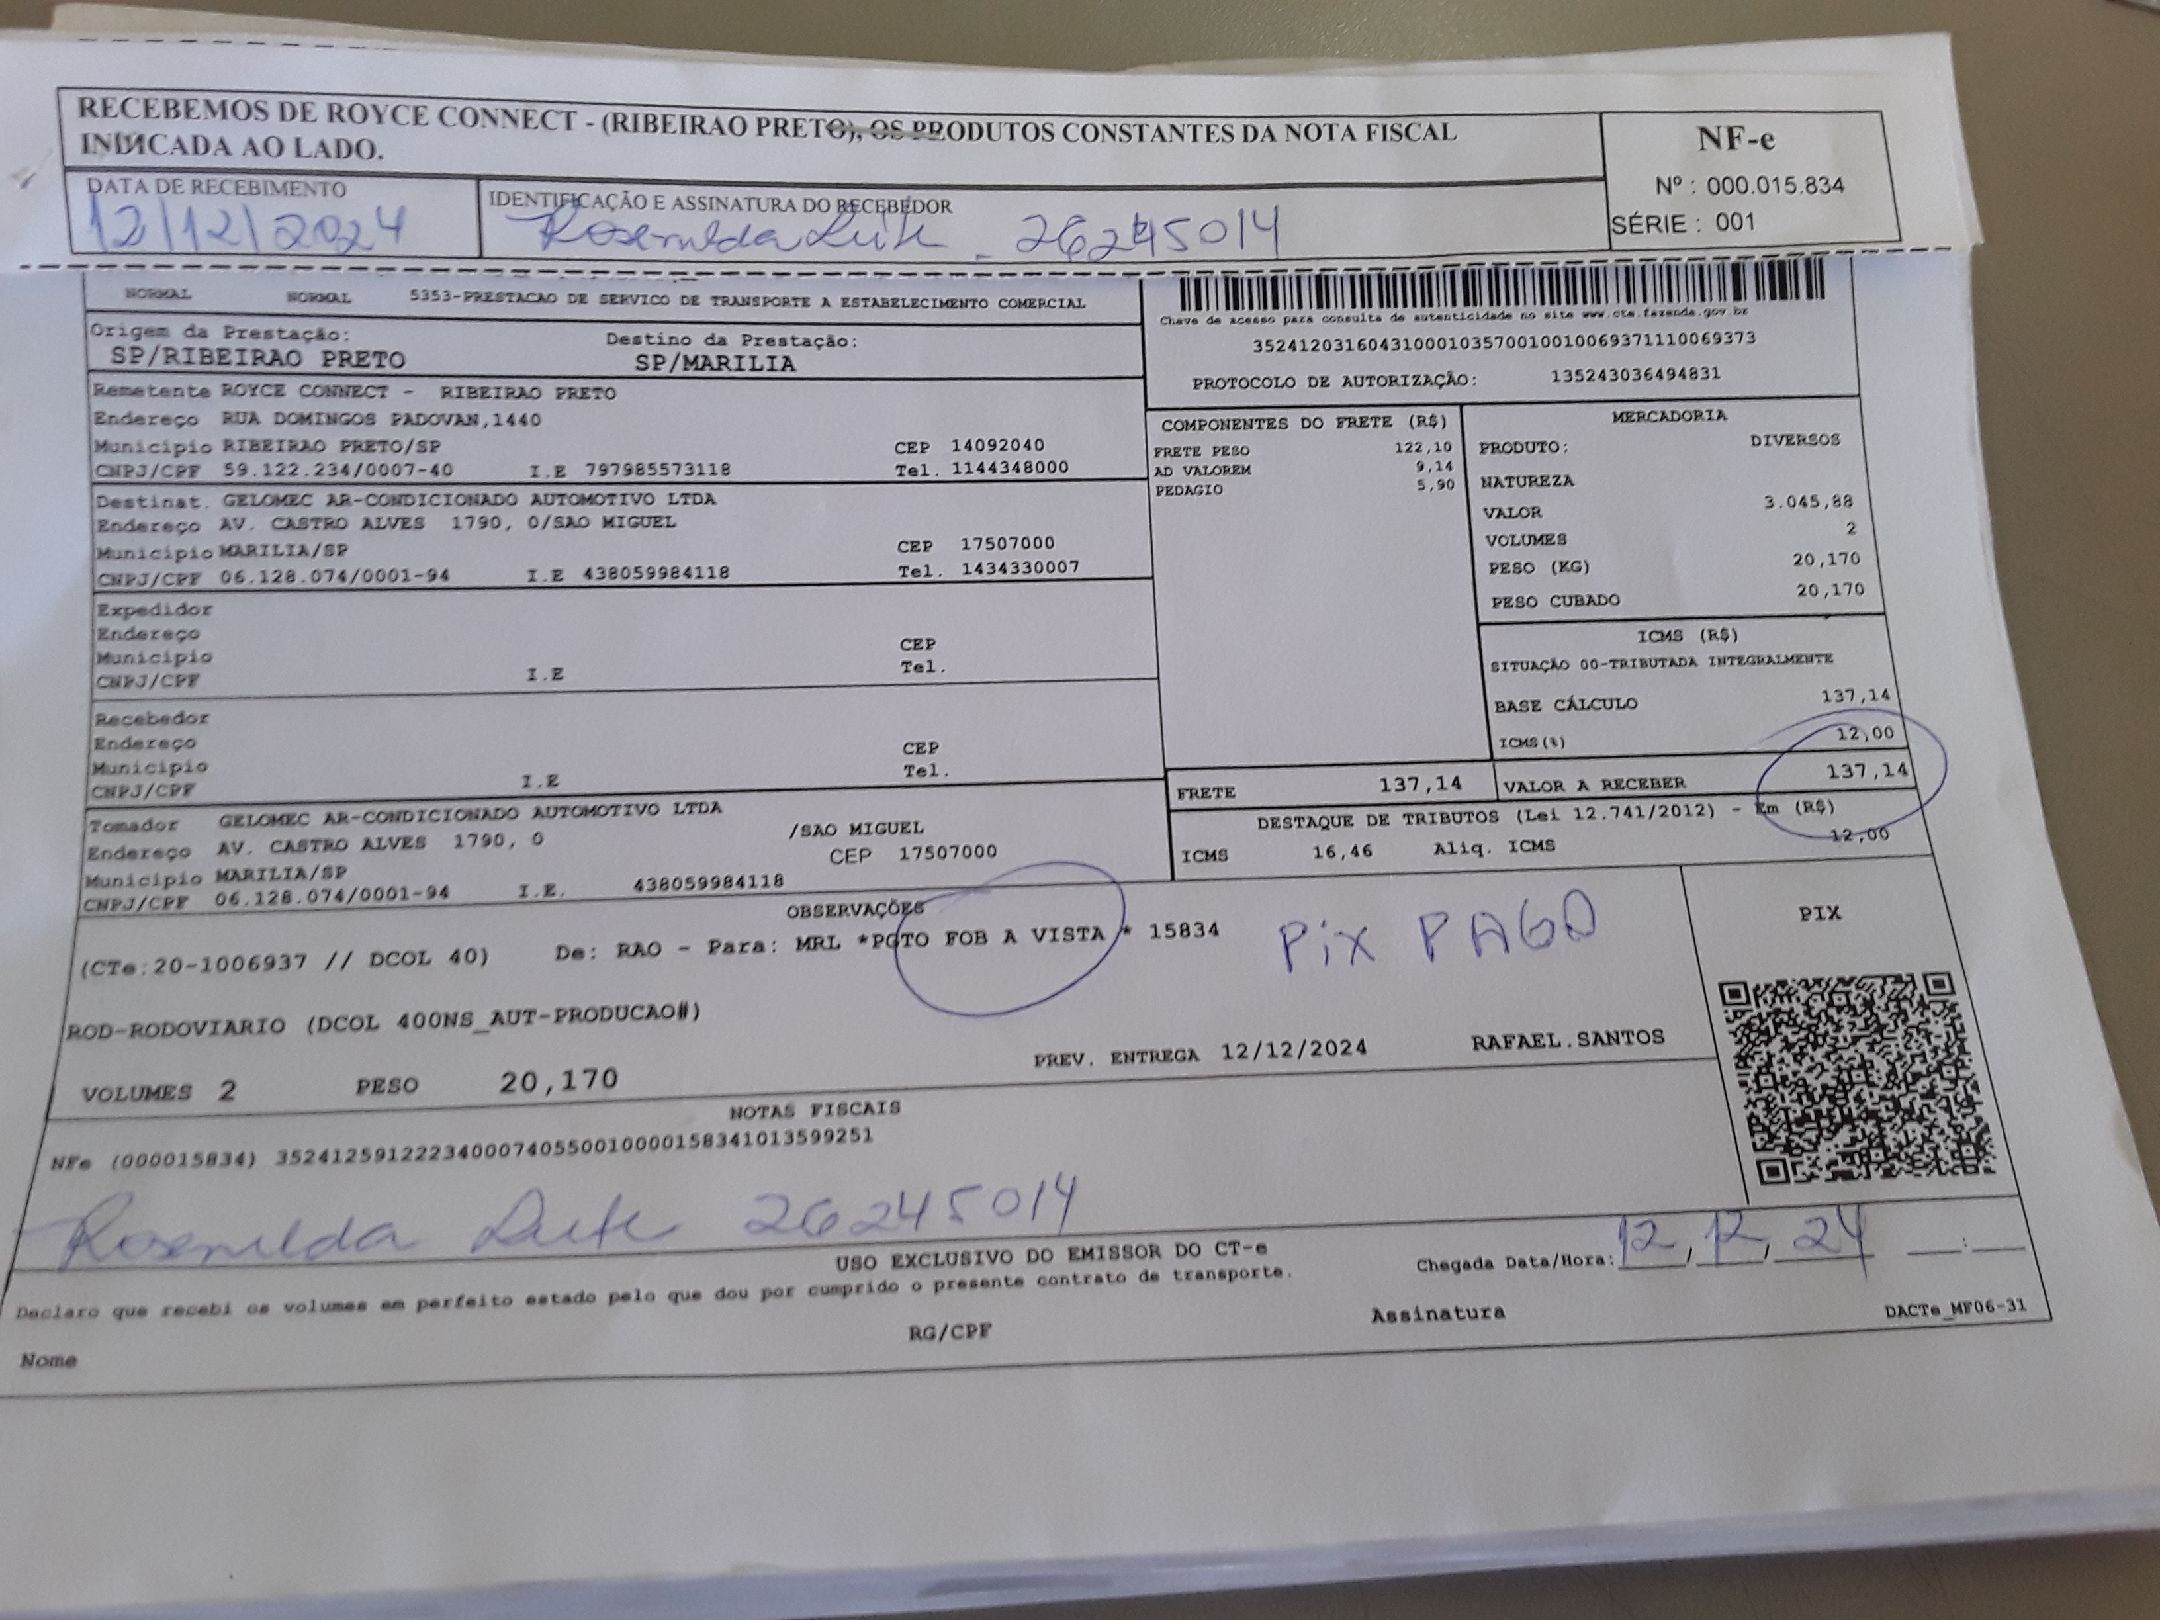 RECEBEMOS DE ROYCE CONNECT - (RIBEIRAO PRETO), OS PRODUTOS CONSTANTES DA NOTA FISCAL
INDICADA AO LADO.
NF-e
Nº : 000.015.834
SÉRIE : 001
DATA DE RECEBIMENTO
12/12/2024
IDENTIFICAÇÃO E ASSINATURA DO RECEBEDOR
Rosenilda 26245014
NORMAL NORMAL 5353-PRESTACAO DE SERVICO DE TRANSPORTE A ESTABELECIMENTO COMERCIAL
Origem da Prestação: Destino da Prestação:
SP/RIBEIRAO PRETO SP/MARILIA
Chave de acesso para consulta de autenticidade no site www.cte.fazenda.gov.br
35241203160431000103570010010069371110069373
PROTOCOLO DE AUTORIZAÇÃO: 135243036494831
Remetente ROYCE CONNECT - RIBEIRAO PRETO
Endereço RUA DOMINGOS PADOVAN,1440
Municipio RIBEIRAO PRETO/SP CEP 14092040
CNPJ/CPF 59.122.234/0007-40 I.E 797985573118 Tel. 1144348000
Destinat. GELOMEC AR-CONDICIONADO AUTOMOTIVO LTDA
Endereço AV. CASTRO ALVES 1790, 0/SAO MIGUEL
Municipio MARILIA/SP CEP 17507000
CNPJ/CPF 06.128.074/0001-94 I.E 438059984118 Tel. 1434330007
Expedidor
Endereço
Municipio CEP
CNPJ/CPF I.E Tel.
Recebedor
Endereço
Municipio CEP
CNPJ/CPF I.E Tel.
Tomador GELOMEC AR-CONDICIONADO AUTOMOTIVO LTDA
Endereço AV. CASTRO ALVES 1790, 0 /SAO MIGUEL
Municipio MARILIA/SP CEP 17507000
CNPJ/CPF 06.128.074/0001-94 I.E. 438059984118
COMPONENTES DO FRETE (R$)
FRETE PESO 122,10
AD VALOREM 9,14
PEDAGIO 5,90
MERCADORIA
PRODUTO: DIVERSOS
NATUREZA
VALOR 3.045,88
VOLUMES 2
PESO (KG) 20,170
PESO CUBADO 20,170
ICMS (R$)
SITUAÇÃO 00-TRIBUTADA INTEGRALMENTE
BASE CÁLCULO 137,14
ICMS(%) 12,00
FRETE 137,14 VALOR A RECEBER 137,14
DESTAQUE DE TRIBUTOS (Lei 12.741/2012) - Em (R$)
ICMS 16,46 Aliq. ICMS 12,00
OBSERVAÇÕES
(CTe:20-1006937 // DCOL 40) De: RAO - Para: MRL *PGTO FOB A VISTA * 15834
PIX PAGO
PIX
ROD-RODOVIARIO (DCOL 400NS_AUT-PRODUCAO#)
PREV. ENTREGA 12/12/2024 RAFAEL.SANTOS
VOLUMES 2 PESO 20,170
NOTAS FISCAIS
NFe (000015834) 35241259122234000740550010000158341013599251
Rosenilda 26245014
USO EXCLUSIVO DO EMISSOR DO CT-e
Chegada Data/Hora: 12, 12, 24 :
Declaro que recebi os volumes em perfeito estado pelo que dou por cumprido o presente contrato de transporte.
Nome RG/CPF Assinatura DACTe_MF06-31